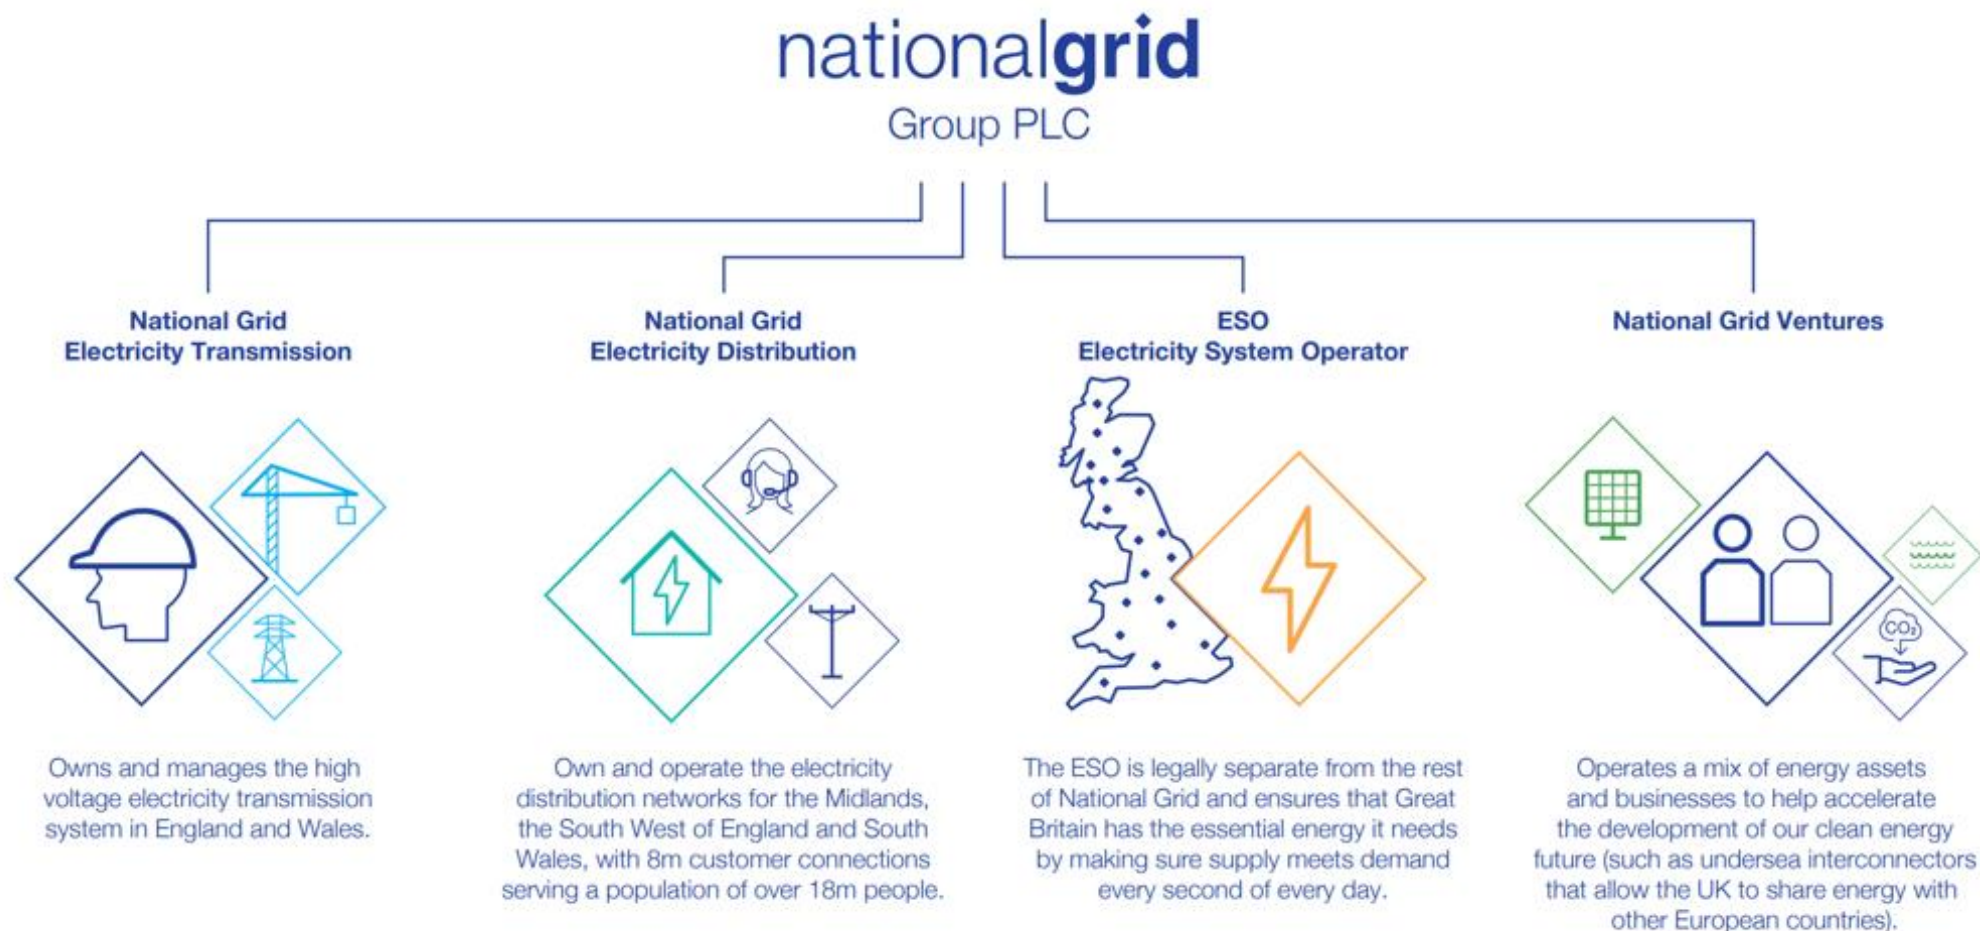 nationalgrid
Group PLC
National Grid
Electricity Transmission
National Grid
Electricity Distribution
ESO
Electricity System Operator
National Grid Ventures
CO₂
Owns and manages the high
voltage electricity transmission
system in England and Wales.
Own and operate the electricity
distribution networks for the Midlands,
the South West of England and South
Wales, with 8m customer connections
serving a population of over 18m people.
The ESO is legally separate from the rest
of National Grid and ensures that Great
Britain has the essential energy it needs
by making sure supply meets demand
every second of every day.
Operates a mix of energy assets
and businesses to help accelerate
the development of our clean energy
future (such as undersea interconnectors
that allow the UK to share energy with
other European countries).